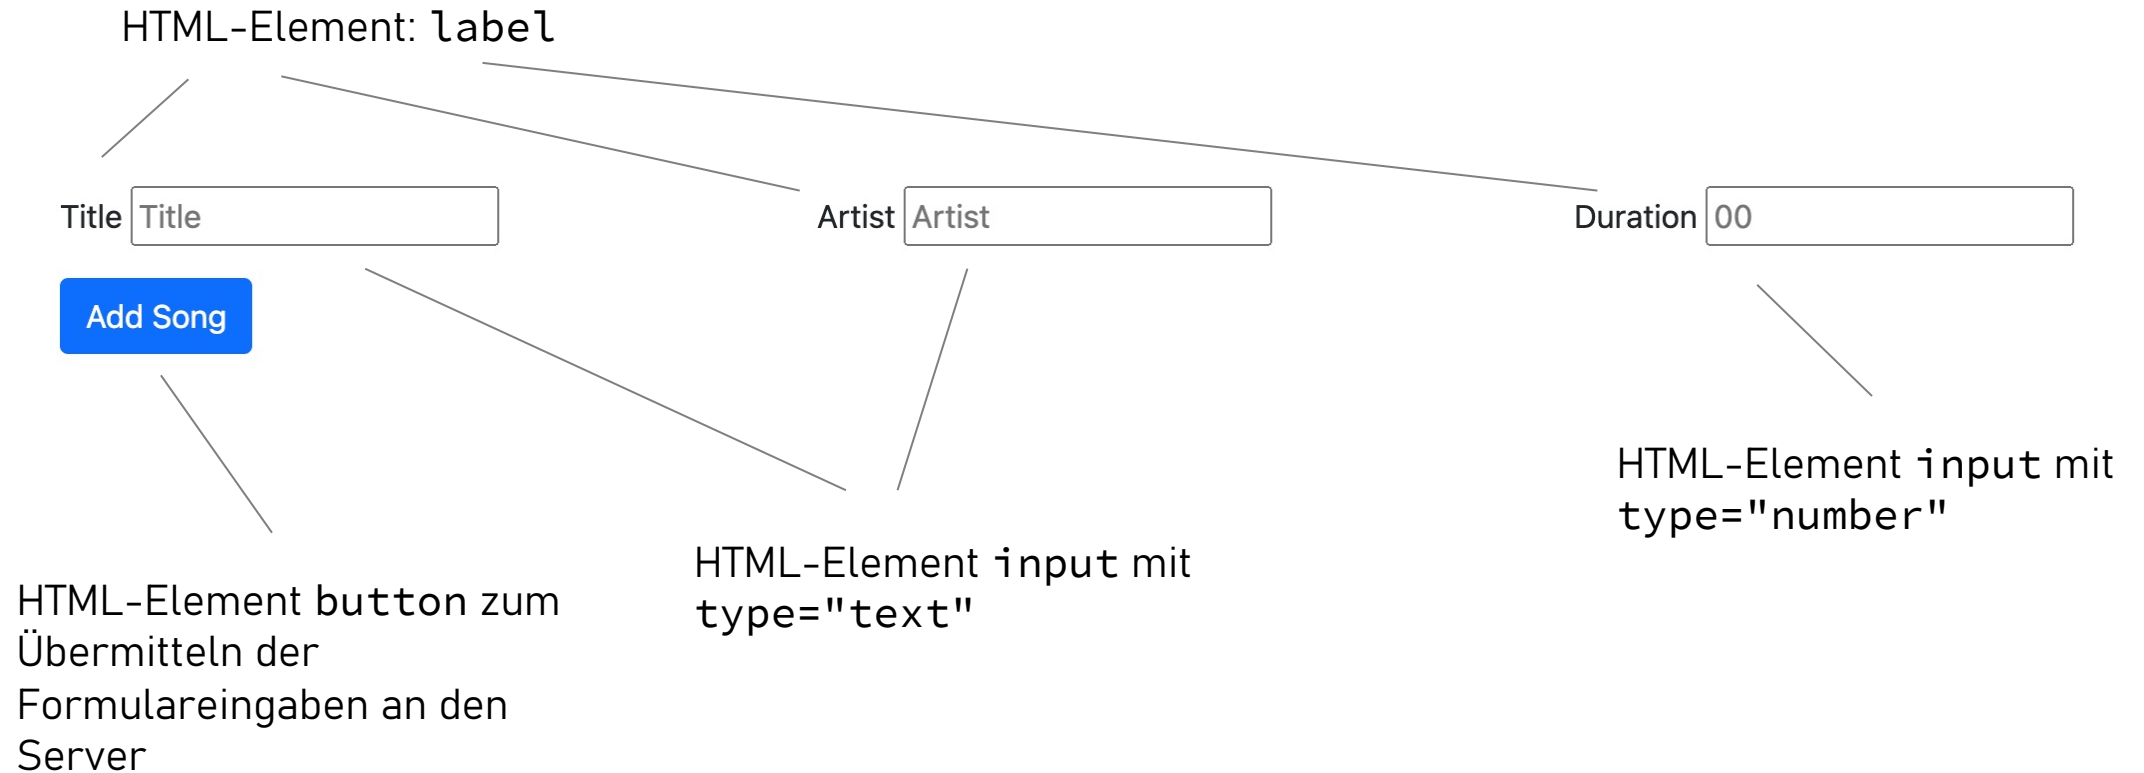 HTML-Element: label
Title Title Artist Artist Duration 00
Add Song
HTML-Element input mit
type="number"
HTML-Element input mit
type="text"
HTML-Element button zum
Übermitteln der
Formulareingaben an den
Server